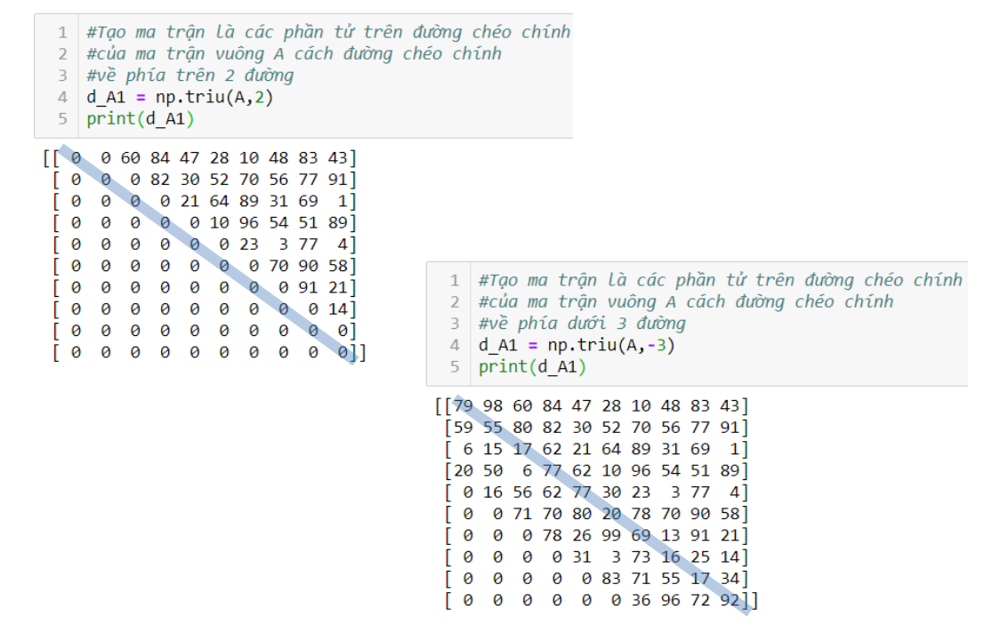 1 #Tạo ma trận là các phần tử trên đường chéo chính
2 #của ma trận vuông A cách đường chéo chính
3 #về phía trên 2 đường
4 d_A1 = np.triu(A,2)
5 print(d_A1)
[[ 0  0 60 84 47 28 10 48 83 43]
 [ 0  0  0 82 30 52 70 56 77 91]
 [ 0  0  0  0 21 64 89 31 69  1]
 [ 0  0  0  0  0 10 96 54 51 89]
 [ 0  0  0  0  0  0 23  3 77  4]
 [ 0  0  0  0  0  0  0 70 90 58]
 [ 0  0  0  0  0  0  0  0 91 21]
 [ 0  0  0  0  0  0  0  0  0 14]
 [ 0  0  0  0  0  0  0  0  0  0]
 [ 0  0  0  0  0  0  0  0  0  0]]
1 #Tạo ma trận là các phần tử trên đường chéo chính
2 #của ma trận vuông A cách đường chéo chính
3 #về phía dưới 3 đường
4 d_A1 = np.triu(A,-3)
5 print(d_A1)
[[79 98 60 84 47 28 10 48 83 43]
 [59 55 80 82 30 52 70 56 77 91]
 [ 6 15 17 62 21 64 89 31 69  1]
 [20 50  6 77 62 10 96 54 51 89]
 [ 0 16 56 62 77 30 23  3 77  4]
 [ 0  0 71 70 80 20 78 70 90 58]
 [ 0  0  0 78 26 99 69 13 91 21]
 [ 0  0  0  0 31  3 73 16 25 14]
 [ 0  0  0  0  0 83 71 55 17 34]
 [ 0  0  0  0  0  0 36 96 72 92]]